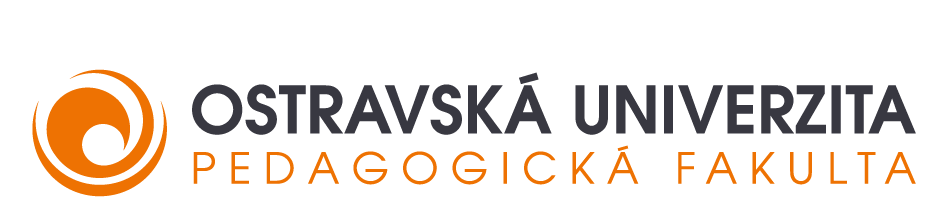 OSTRAVSKÁ UNIVERZITA
PEDAGOGICKÁ FAKULTA